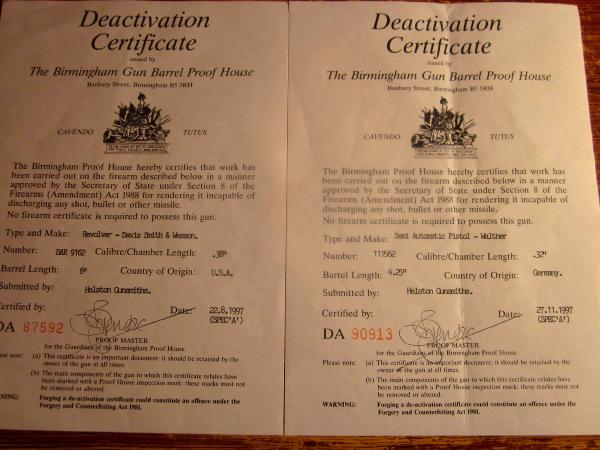 Deactivation
Certificate
issued by
The Birmingham Gun Barrel Proof House
Banbury Street, Birmingham B5 5RH
CAVENDO TUTUS
The Birmingham Proof House hereby certifies that work has
been carried out on the firearm described below in a manner
approved by the Secretary of State under Section 8 of the
Firearms (Amendment) Act 1988 for rendering it incapable of
discharging any shot, bullet or other missile.
No firearm certificate is required to possess this gun.
Type and Make: Revolver - Davis Smith & Wesson.
Number: BAR 9162 Calibre/Chamber Length: .38"
Barrel Length: 6" Country of Origin: U.S.A.
Submitted by: Helston Gunsmiths.
Certified by: Date: 22.8.1997
(SPEC'A')
DA 87592
PROOF MASTER
for the Guardians of the Birmingham Proof House
ase note: (a) This certificate is an important document: it should be retained by the
owner of the gun at all times.
(b) The main components of the gun to which this certificate relates have
been marked with a Proof House inspection mark: these marks must not
be removed or altered.
RNING: Forging a de-activation certificate could constitute an offence under the
Forgery and Counterfeiting Act 1981.
Deactivation
Certificate
issued by
The Birmingham Gun Barrel Proof House
Banbury Street, Birmingham B5 5RH
CAVENDO TUTUS
The Birmingham Proof House hereby certifies that work has
been carried out on the firearm described below in a manner
approved by the Secretary of State under Section 8 of the
Firearms (Amendment) Act 1988 for rendering it incapable of
discharging any shot, bullet or other missile.
No firearm certificate is required to possess this gun.
Type and Make: Semi Automatic Pistol - Walther
Number: 111562 Calibre/Chamber Length: .32"
Barrel Length: 4.25" Country of Origin: Germany.
Submitted by: Helston Gunsmiths.
Certified by: Date: 27.11.1997
(SPEC'A')
DA 90913
PROOF MASTER
for the Guardians of the Birmingham Proof House
Please note: (a) This certificate is an important document: it should be retained by the
owner of the gun at all times.
(b) The main components of the gun to which this certificate relates have
been marked with a Proof House inspection mark: these marks must not
be removed or altered.
WARNING: Forging a de-activation certificate could constitute an offence under the
Forgery and Counterfeiting Act 1981.